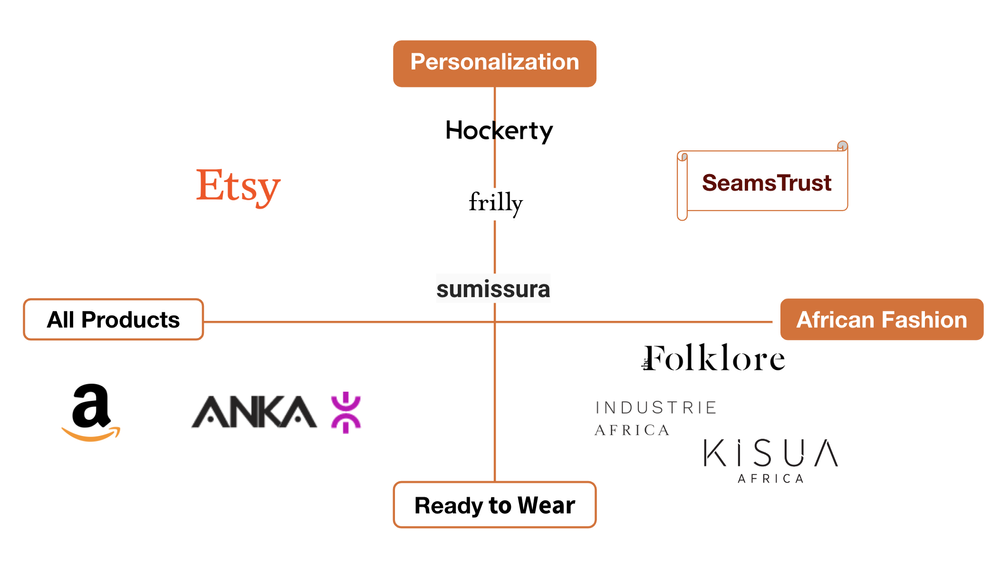 Personalization
Hockerty
Etsy
SeamsTrust
frilly
sumissura
All Products
African Fashion
the Folklore
a
ANKA
INDUSTRIE
AFRICA
KiSUA
AFRICA
Ready to Wear